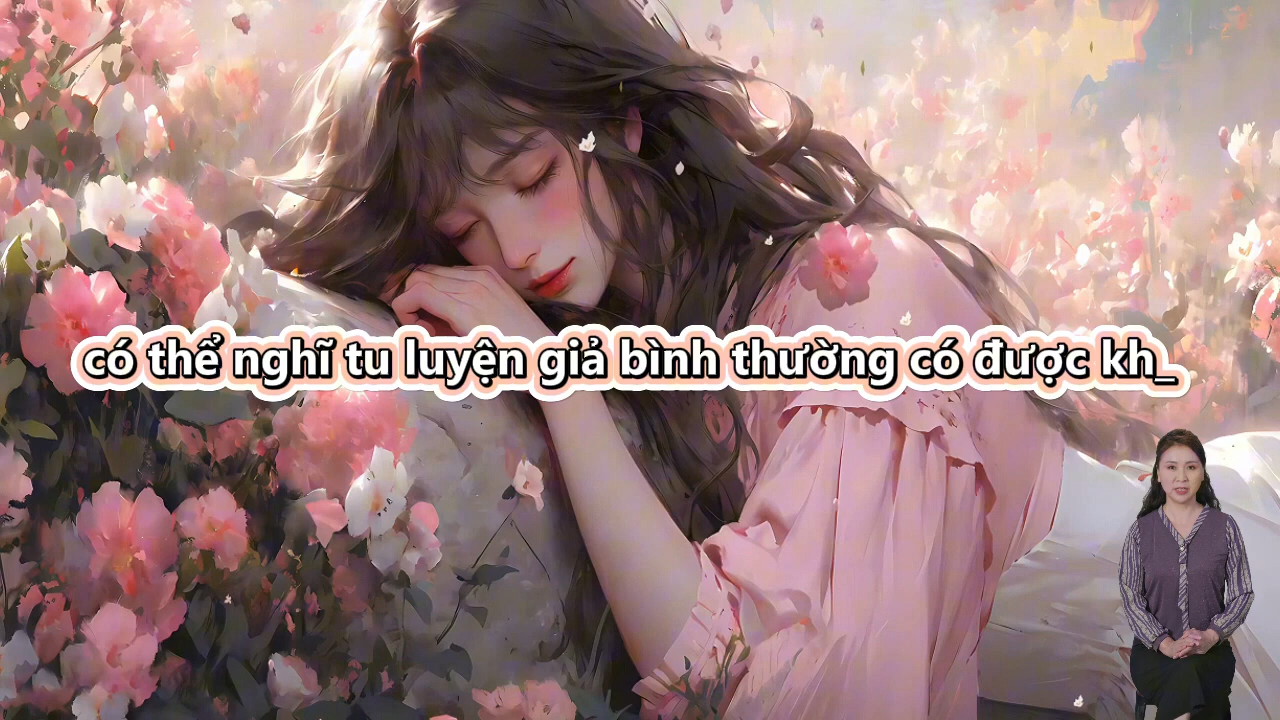 có thể nghĩ tu luyện giả bình thường có được kh_